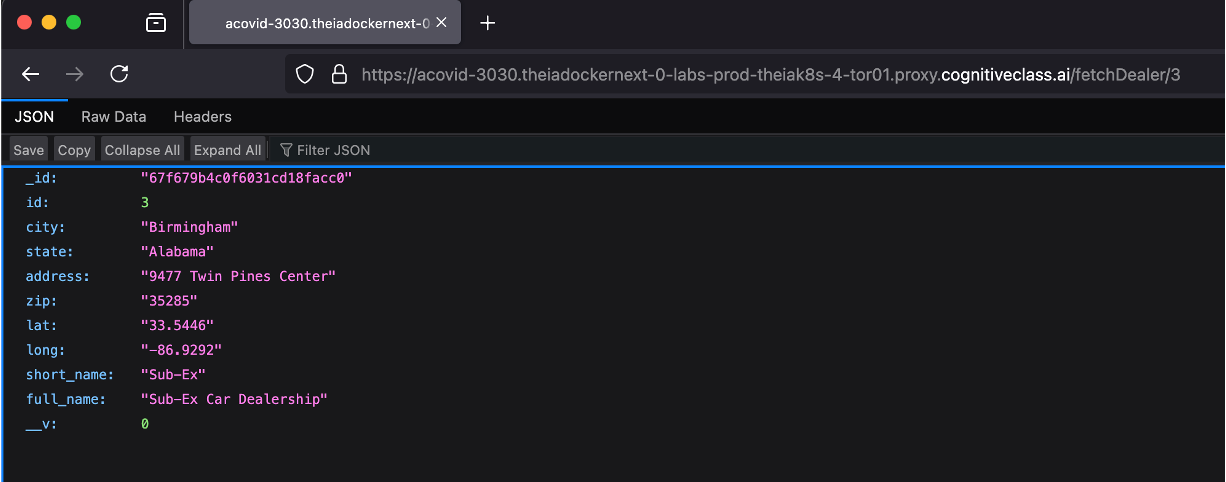 acovid-3030.theiadockernext-0
https://acovid-3030.theiadockernext-0-labs-prod-theiak8s-4-tor01.proxy.cognitiveclass.ai/fetchDealer/3
JSON Raw Data Headers
Save Copy Collapse All Expand All Filter JSON
_id: "67f679b4c0f6031cd18facc0"
id: 3
city: "Birmingham"
state: "Alabama"
address: "9477 Twin Pines Center"
zip: "35285"
lat: "33.5446"
long: "-86.9292"
short_name: "Sub-Ex"
full_name: "Sub-Ex Car Dealership"
__v: 0